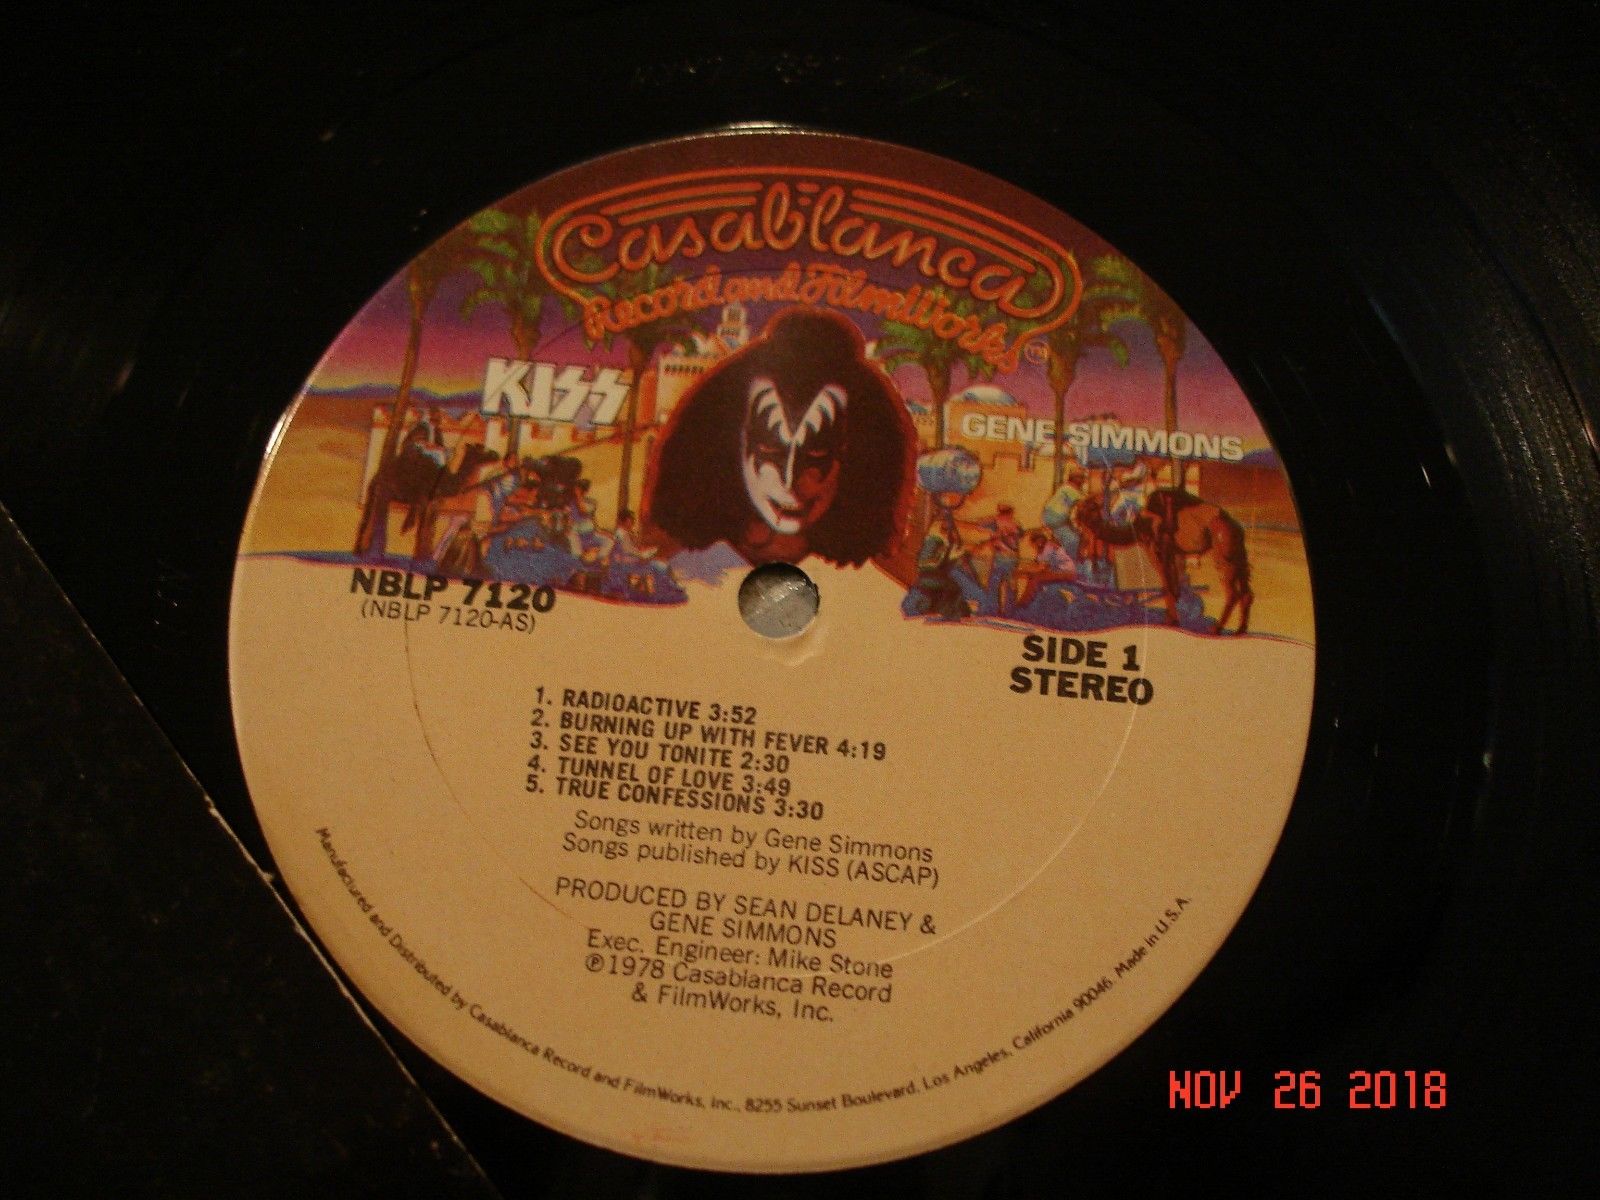 Casablanca
Record and FilmWorks
KISS
GENE SIMMONS
NBLP 7120
(NBLP 7120-AS)
SIDE 1
STEREO
1. RADIOACTIVE 3:52
2. BURNING UP WITH FEVER 4:19
3. SEE YOU TONITE 2:30
4. TUNNEL OF LOVE 3:49
5. TRUE CONFESSIONS 3:30
Songs written by Gene Simmons
Songs published by KISS (ASCAP)
PRODUCED BY SEAN DELANEY &
GENE SIMMONS
Exec. Engineer: Mike Stone
℗1978 Casablanca Record
& FilmWorks, Inc.
Manufactured and Distributed by Casablanca Record and FilmWorks, Inc., 8255 Sunset Boulevard, Los Angeles, California 90046 Made in U.S.A.
NOV 26 2018